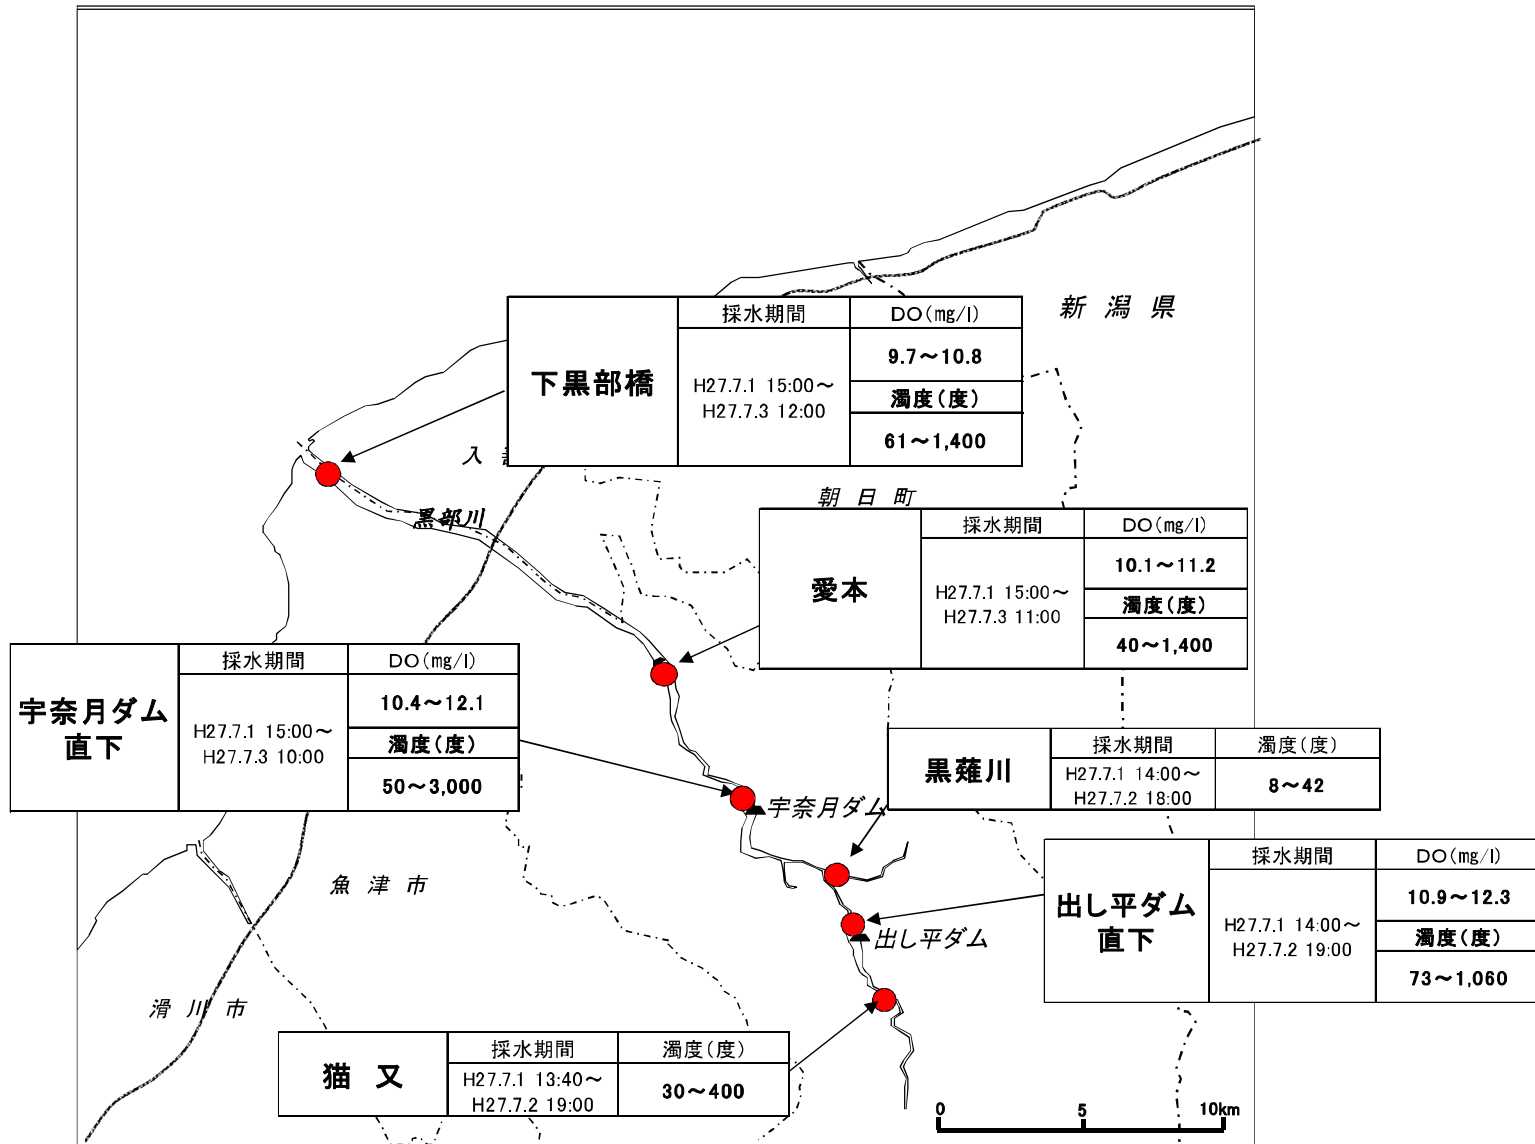 新 潟 県
下黒部橋
採水期間
DO(mg/l)
H27.7.1 15:00～
H27.7.3 12:00
9.7～10.8
濁度(度)
61～1,400
入
黒部川
朝 日 町
愛本
採水期間
DO(mg/l)
H27.7.1 15:00～
H27.7.3 11:00
10.1～11.2
濁度(度)
40～1,400
宇奈月ダム
直下
採水期間
DO(mg/l)
H27.7.1 15:00～
H27.7.3 10:00
10.4～12.1
濁度(度)
50～3,000
黒薙川
採水期間
濁度(度)
H27.7.1 14:00～
H27.7.2 18:00
8～42
宇奈月ダム
出し平ダム
直下
採水期間
DO(mg/l)
H27.7.1 14:00～
H27.7.2 19:00
10.9～12.3
濁度(度)
73～1,060
魚 津 市
出し平ダム
滑 川 市
猫 又
採水期間
濁度(度)
H27.7.1 13:40～
H27.7.2 19:00
30～400
0 5 10km